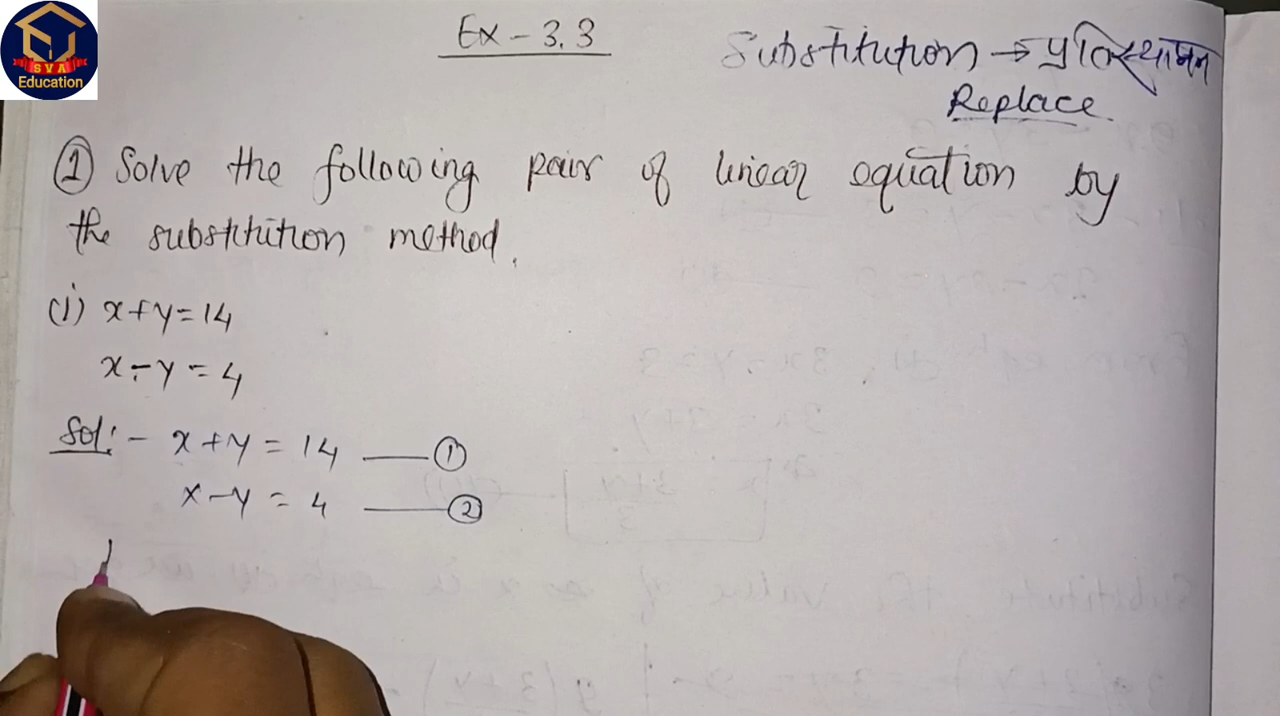 SVA
Education
Ex - 3.3
Substitution → प्रतिस्थापन
Replace
① Solve the following pair of linear equation by
the substitution method.
(i) x+y=14
x-y=4
Sol:- x+y=14 —— ①
x-y=4 —— ②